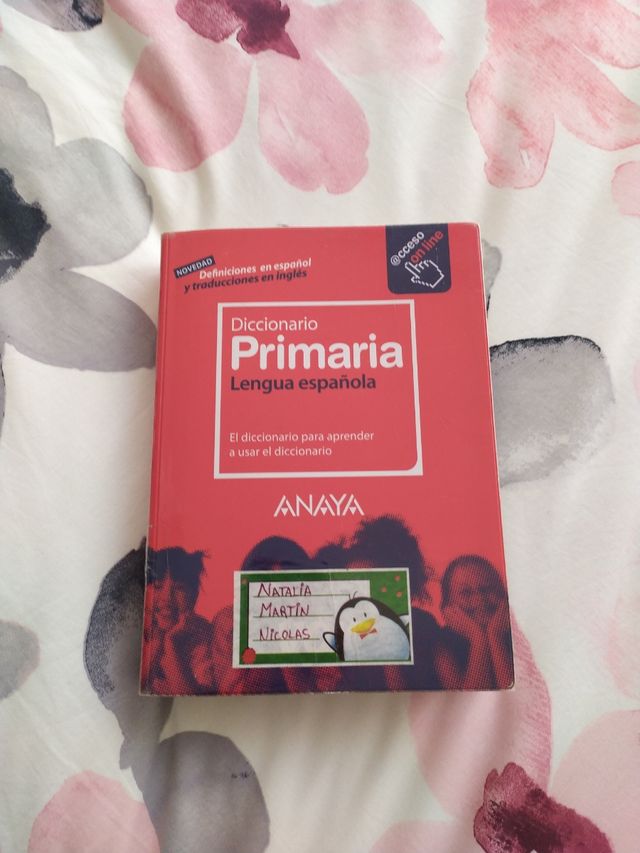 @cceso
on line
NOVEDAD
Definiciones en español
y traducciones en inglés
Diccionario
Primaria
Lengua española
El diccionario para aprender
a usar el diccionario
ANAYA
NATALIA
MARTÍN
NICOLAS